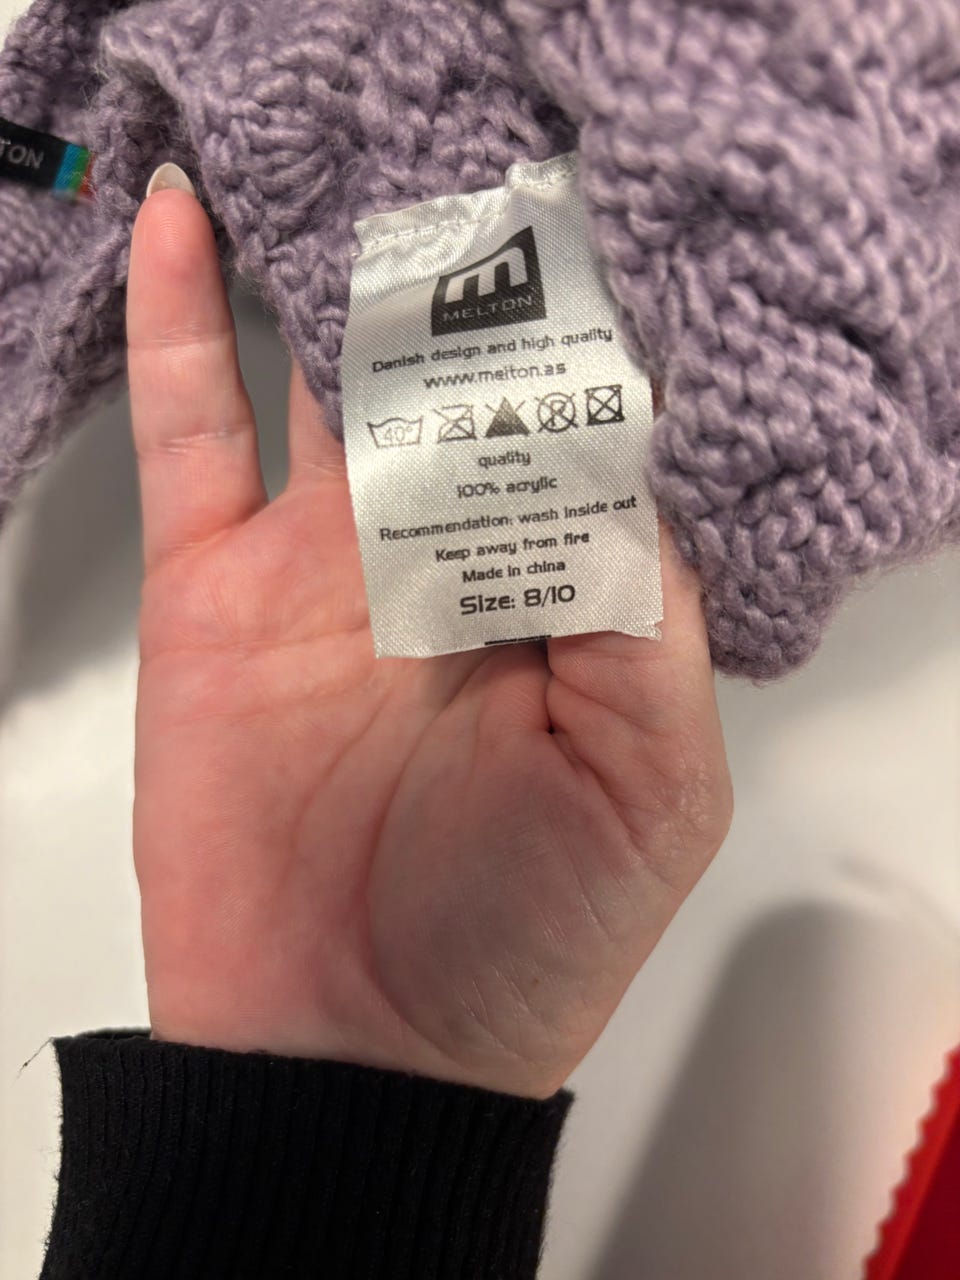 TON
MELTON
Danish design and high quality
www.melton.as
40°
quality
100% acrylic
Recommendation: wash inside out
Keep away from fire
Made in china
Size: 8/10